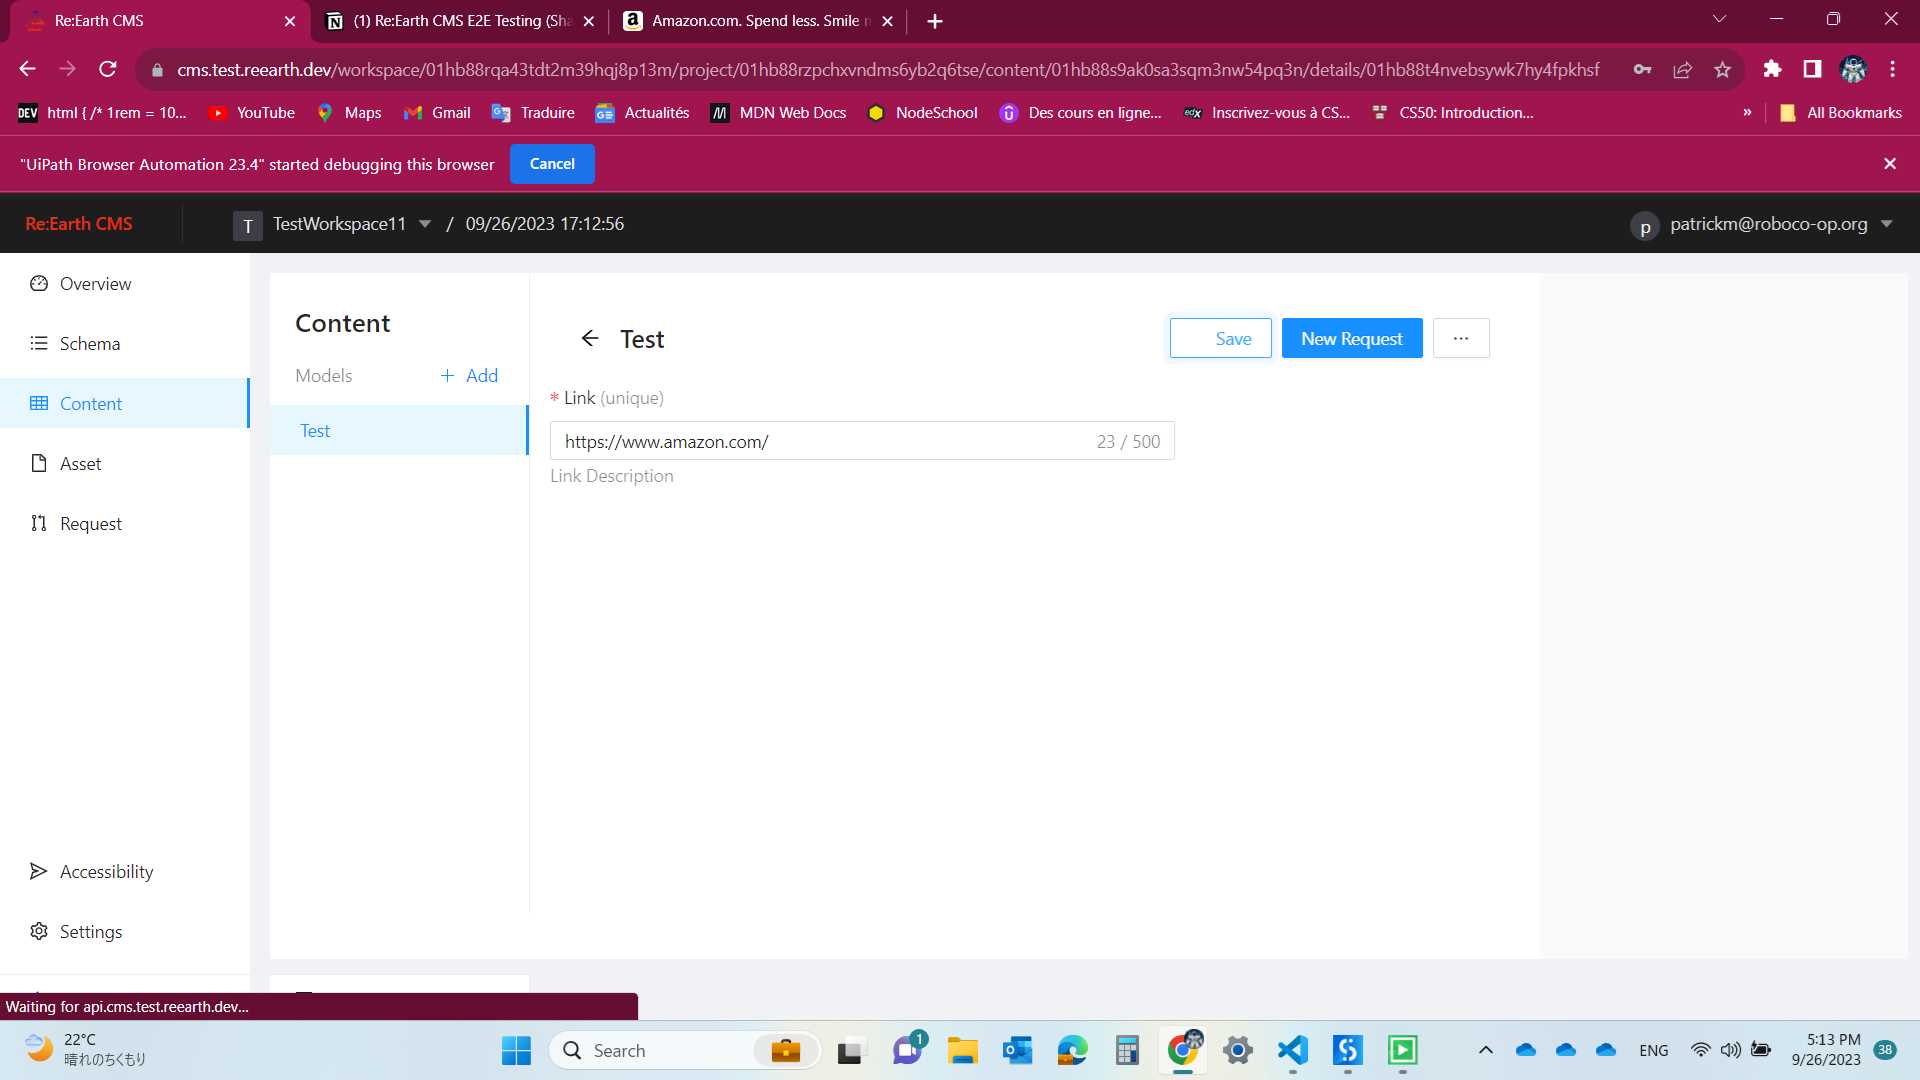 Re:Earth CMS
(1) Re:Earth CMS E2E Testing (Sha
Amazon.com. Spend less. Smile m
cms.test.reearth.dev/workspace/01hb88rqa43tdt2m39hqj8p13m/project/01hb88rzpchxvndms6yb2q6tse/content/01hb88s9ak0sa3sqm3nw54pq3n/details/01hb88t4nvebsywk7hy4fpkhsf
DEV html { /* 1rem = 10...
YouTube
Maps
Gmail
Traduire
Actualités
MDN Web Docs
NodeSchool
Des cours en ligne...
edX Inscrivez-vous à CS...
CS50: Introduction...
»
All Bookmarks
"UiPath Browser Automation 23.4" started debugging this browser
Cancel
Re:Earth CMS
T TestWorkspace11 / 09/26/2023 17:12:56
p patrickm@roboco-op.org
Overview
Schema
Content
Asset
Request
Accessibility
Settings
Content
Models
+ Add
Test
Test
Save
New Request
...
* Link (unique)
https://www.amazon.com/
23 / 500
Link Description
Waiting for api.cms.test.reearth.dev...
22°C
晴れのちくもり
Search
1
ENG
5:13 PM
9/26/2023
38